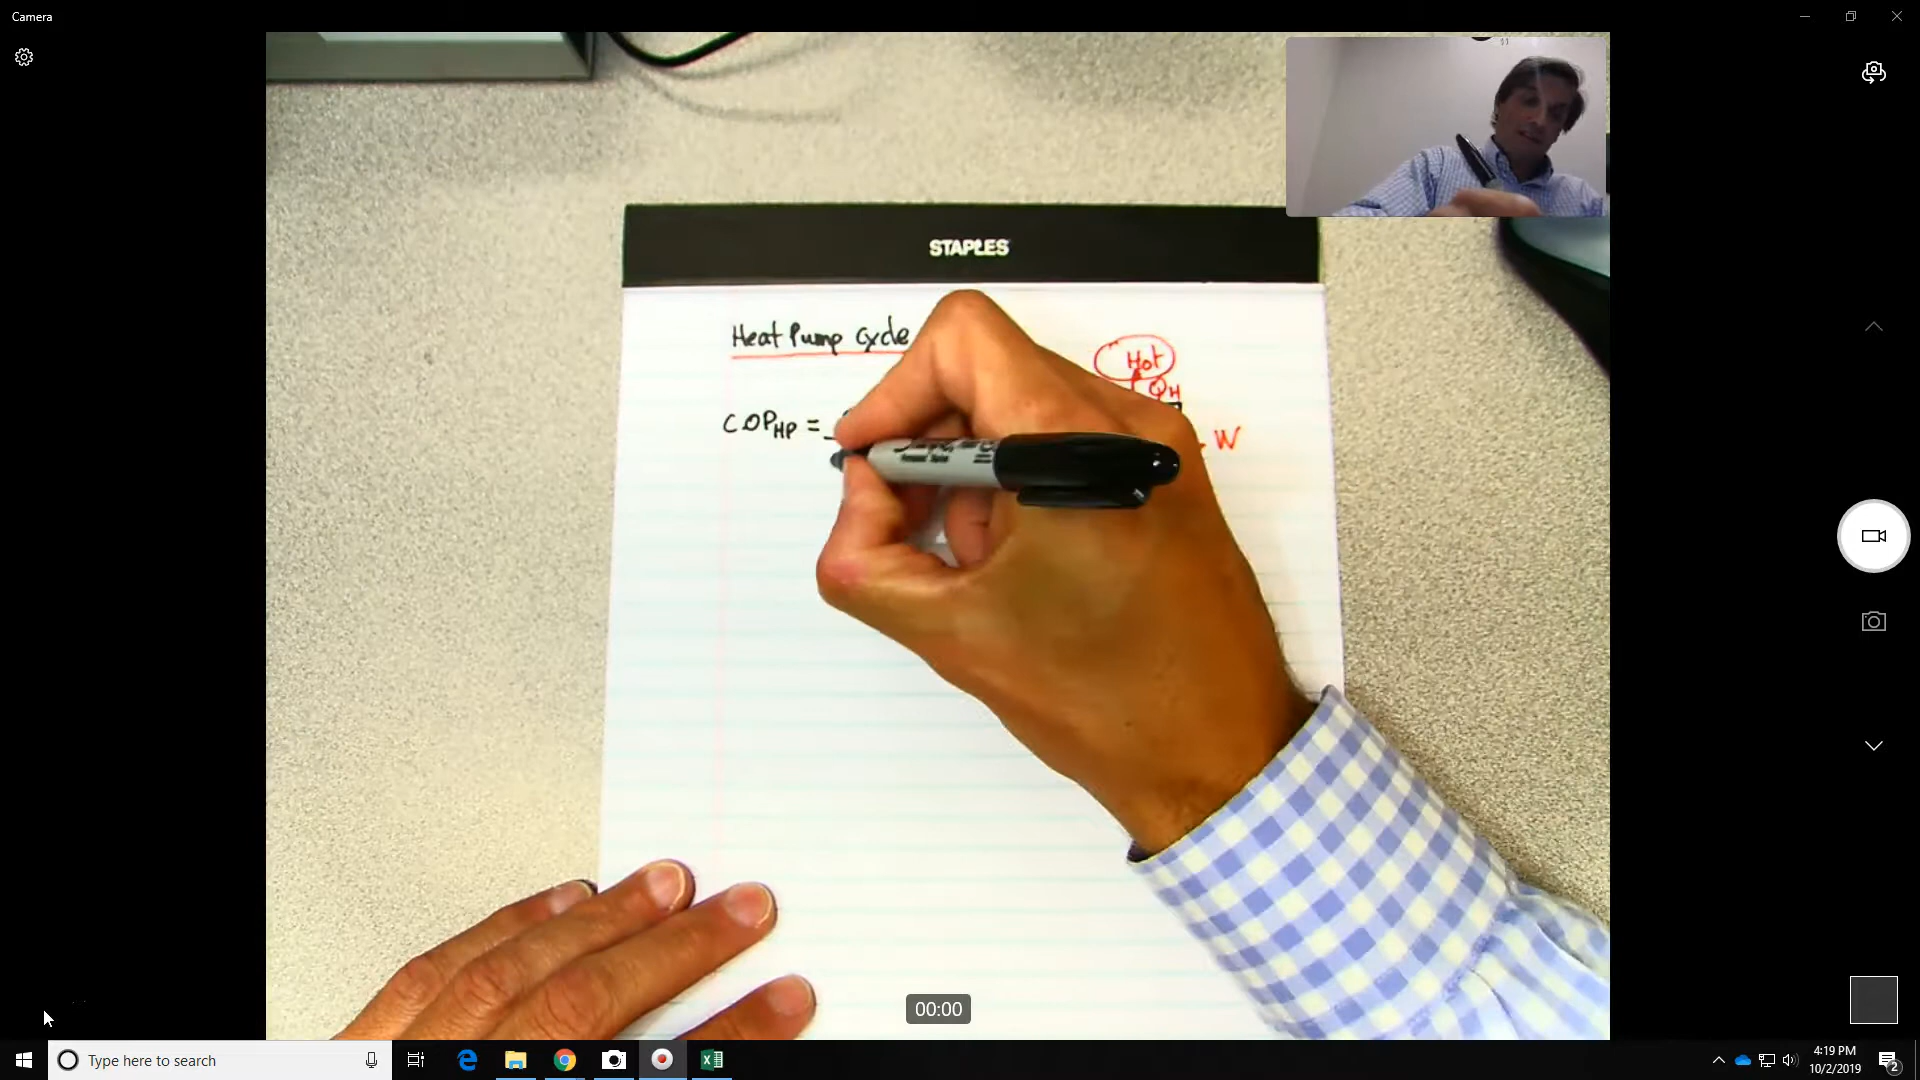 Camera
STAPLES
Heat Pump Cycle
Hot
QH
COPHP =
W
00:00
Type here to search
4:19 PM
10/2/2019
2